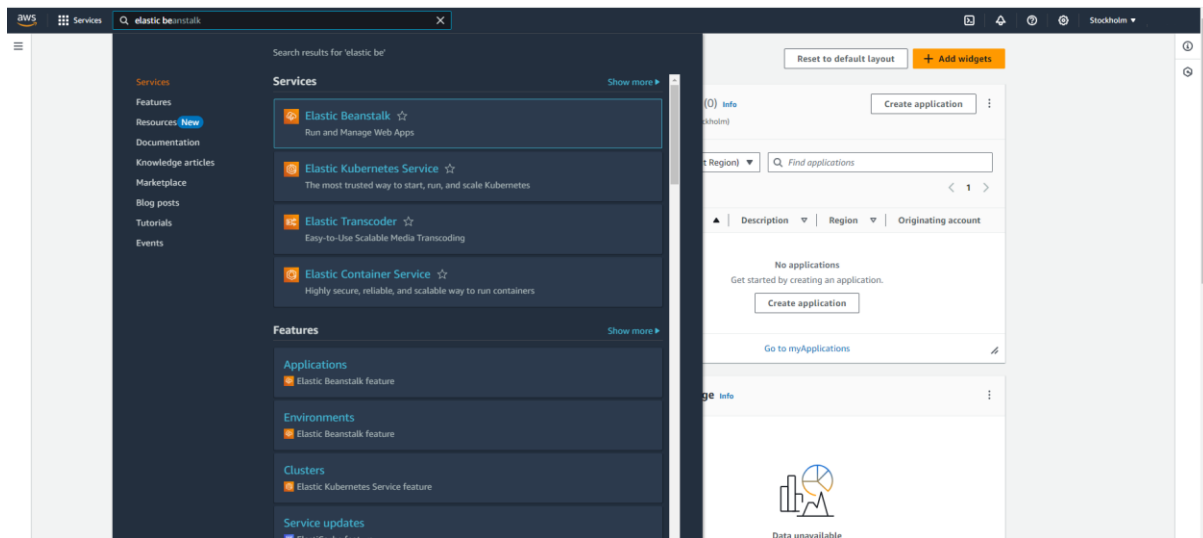 aws
Services
elastic beanstalk
Stockholm
Search results for 'elastic be'
Services
Features
Resources New
Documentation
Knowledge articles
Marketplace
Blog posts
Tutorials
Events
Services
Show more
Elastic Beanstalk
Run and Manage Web Apps
Elastic Kubernetes Service
The most trusted way to start, run, and scale Kubernetes
Elastic Transcoder
Easy-to-Use Scalable Media Transcoding
Elastic Container Service
Highly secure, reliable, and scalable way to run containers
Features
Show more
Applications
Elastic Beanstalk feature
Environments
Elastic Beanstalk feature
Clusters
Elastic Kubernetes Service feature
Service updates
Reset to default layout
+ Add widgets
(0) Info
Create application
ckholm)
t Region)
Find applications
1
Description
Region
Originating account
No applications
Get started by creating an application.
Create application
Go to myApplications
ge Info
Data unavailable